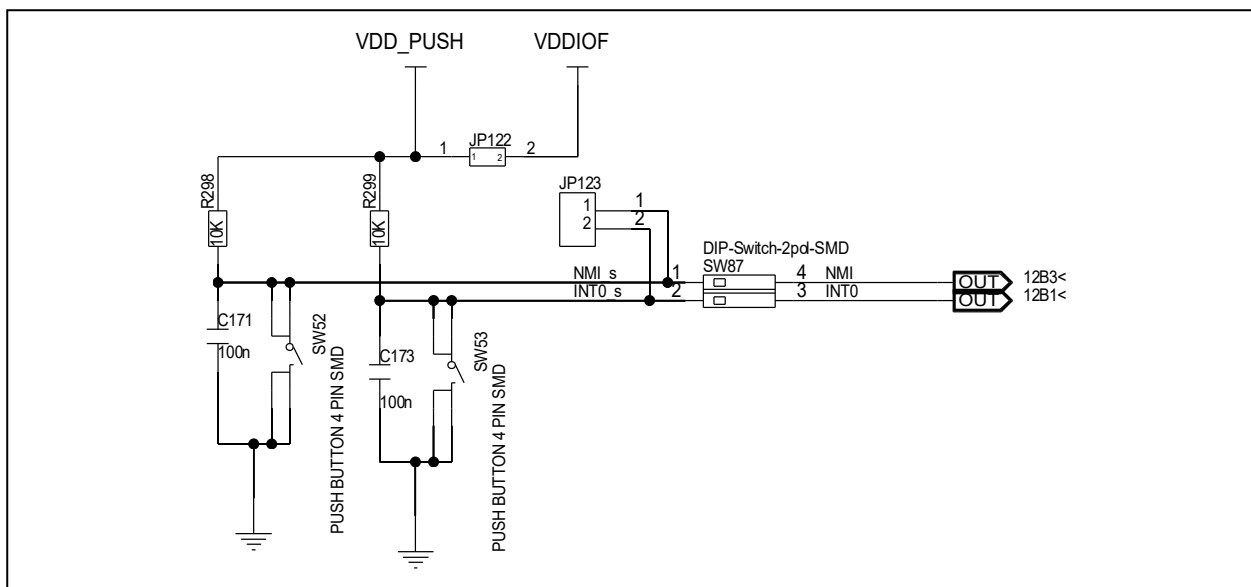 VDD_PUSH
VDDIOF
1
JP122
1 2
2
R298
10K
R299
10K
JP123
1
2
1
2
DIP-Switch-2pol-SMD
SW87
NMI_s
1
4
NMI
OUT
12B3<
INT0_s
2
3
INT0
OUT
12B1<
C171
100n
SW52
PUSH BUTTON 4 PIN SMD
C173
100n
SW53
PUSH BUTTON 4 PIN SMD